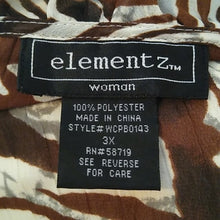 elementz™
woman
100% POLYESTER
MADE IN CHINA
STYLE#WCPB0143
3X
RN#58719
SEE REVERSE
FOR CARE